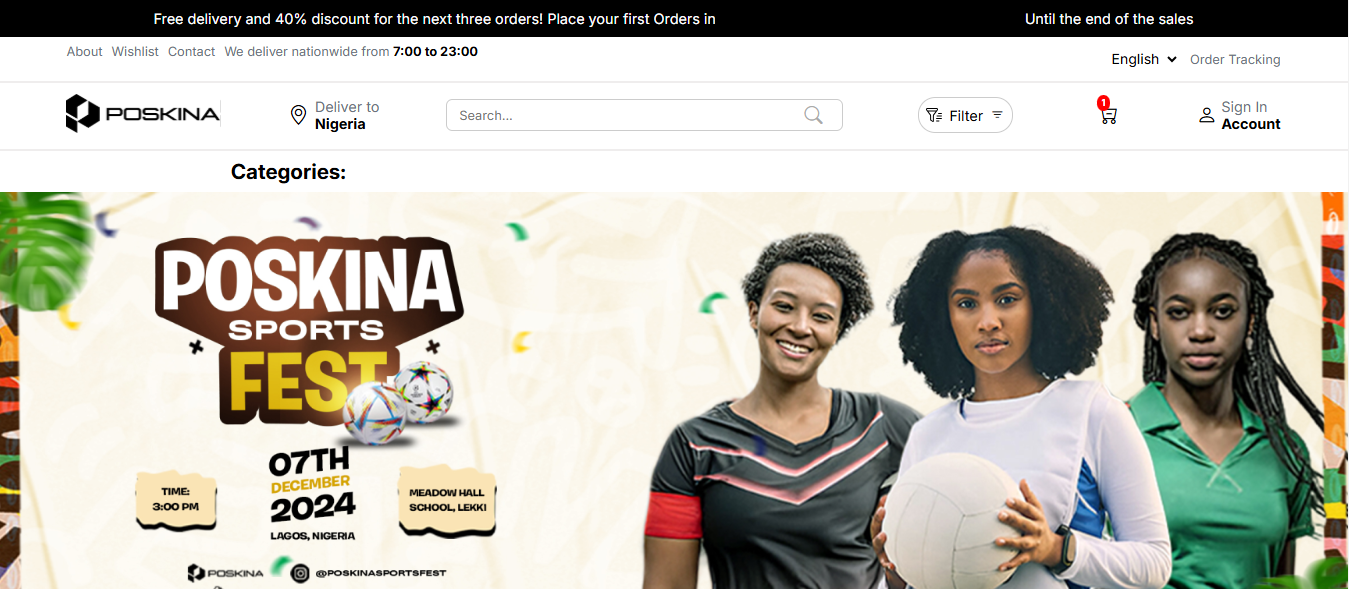 Free delivery and 40% discount for the next three orders! Place your first Orders in
Until the end of the sales
About Wishlist Contact We deliver nationwide from 7:00 to 23:00
English Order Tracking
POSKINA
Deliver to
Nigeria
Search...
Filter
1
Sign In
Account
Categories:
POSKINA
SPORTS
FEST
TIME:
3:00 PM
07TH
DECEMBER
2024
LAGOS, NIGERIA
MEADOW HALL
SCHOOL, LEKKI
POSKINA @POSKINASPORTSFEST